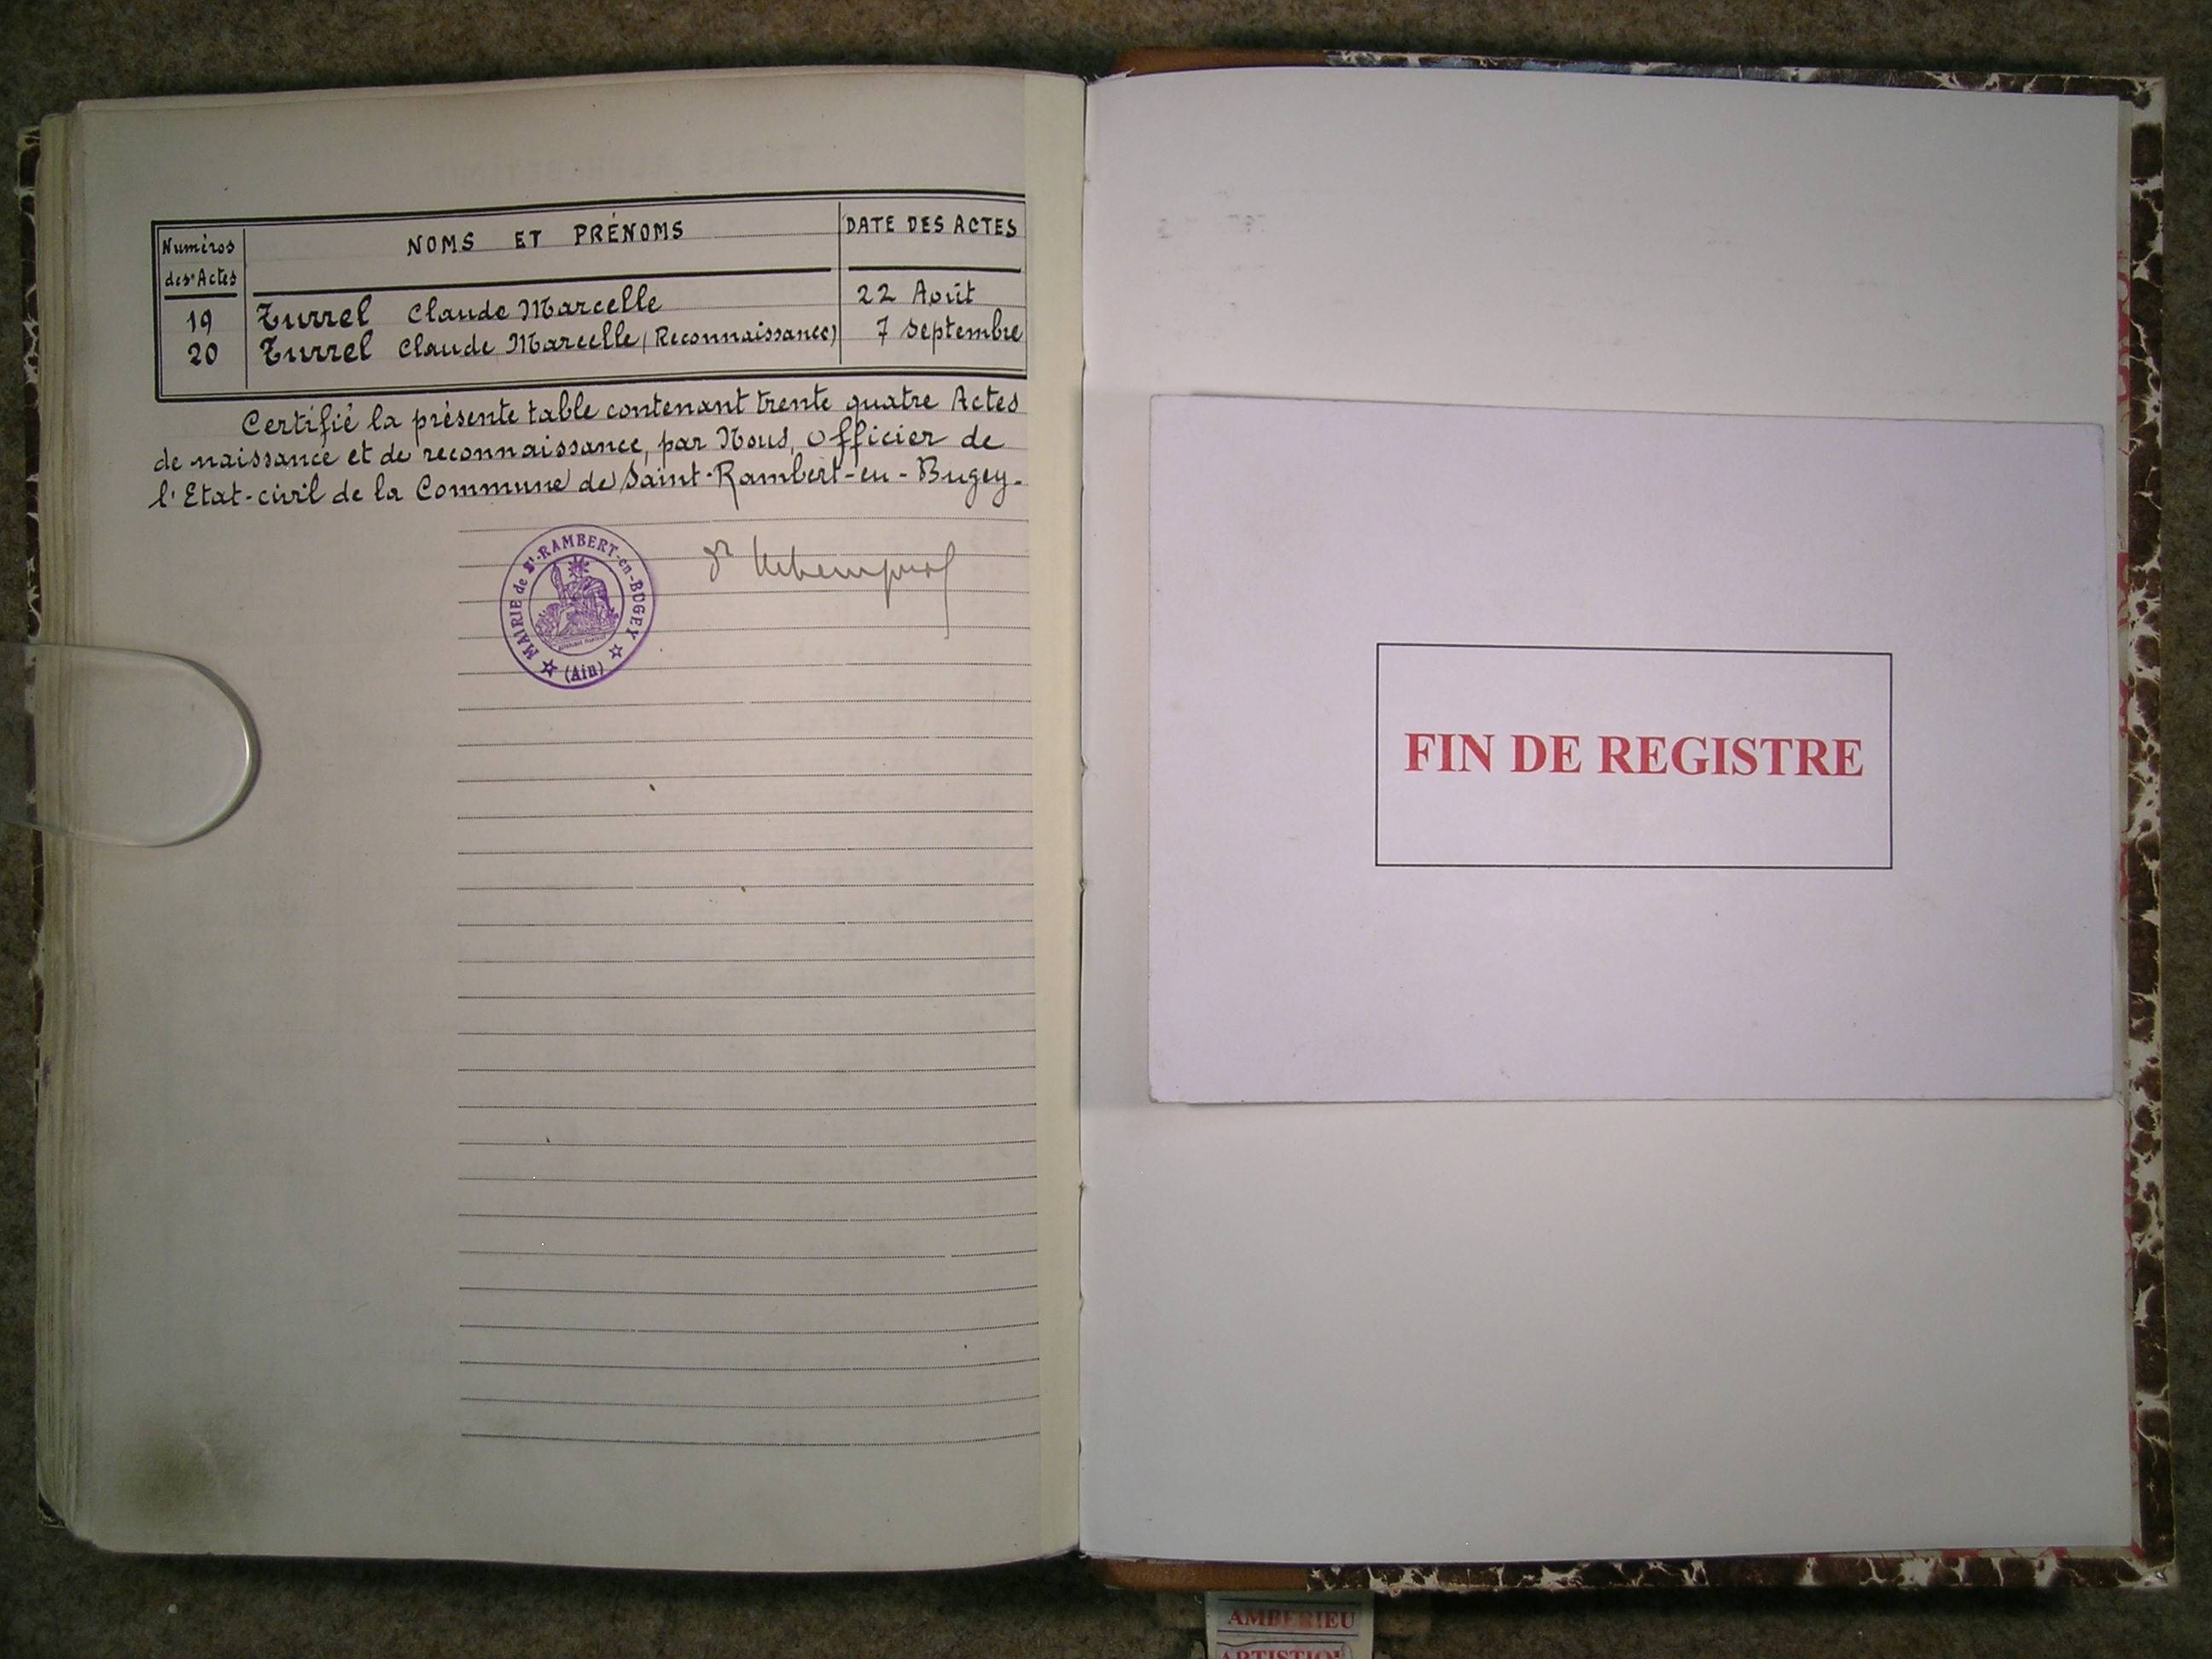 Numéros
des Actes
NOMS ET PRÉNOMS
DATE DES ACTES
19 Turrel Claude Marcelle 22 Août
20 Turrel Claude Marcelle (Reconnaissance) 7 Septembre
Certifié la présente table contenant trente quatre Actes
de naissance et de reconnaissance, par Nous, Officier de
l'Etat-civil de la Commune de Saint-Rambert-en-Bugey.
MAIRIE de St-RAMBERT-en-BUGEY
(Ain)
FIN DE REGISTRE
AMBERIEU